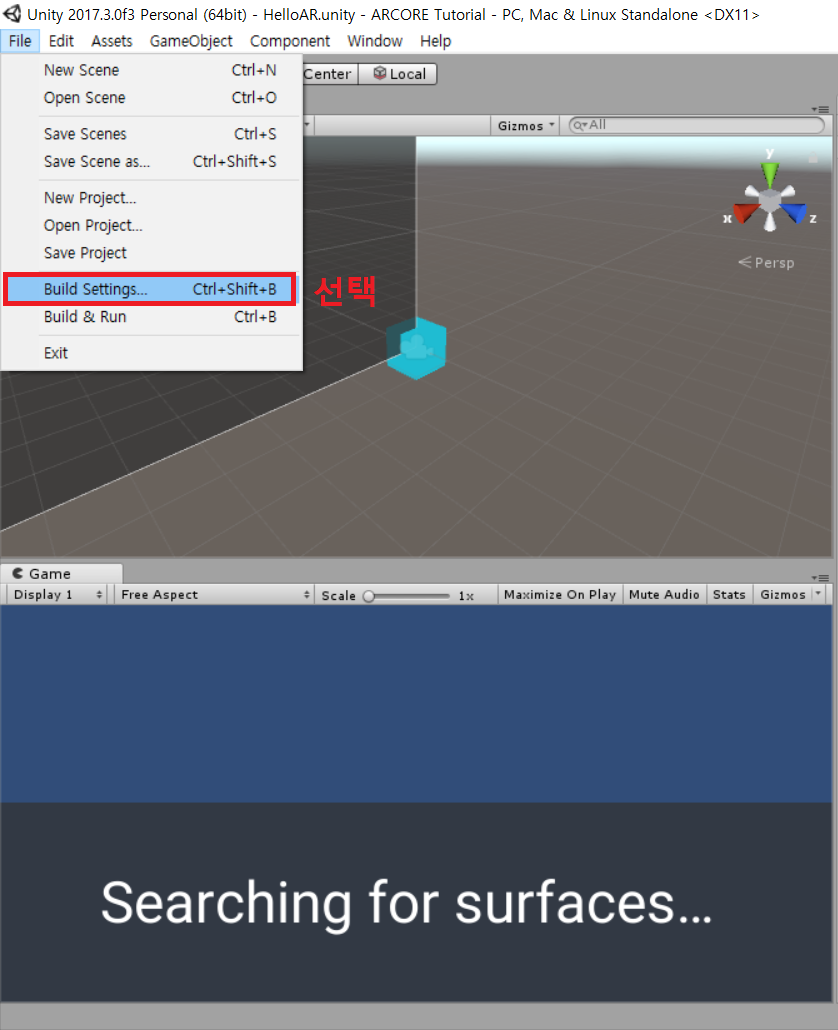 Unity 2017.3.0f3 Personal (64bit) - HelloAR.unity - ARCORE Tutorial - PC, Mac & Linux Standalone <DX11>
File Edit Assets GameObject Component Window Help
New Scene Ctrl+N
Open Scene Ctrl+O
Save Scenes Ctrl+S
Save Scene as... Ctrl+Shift+S
New Project...
Open Project...
Save Project
Build Settings... Ctrl+Shift+B
선택
Build & Run Ctrl+B
Exit
Center Local
Gizmos All
y
x z
Persp
Game
Display 1 Free Aspect Scale 1x Maximize On Play Mute Audio Stats Gizmos
Searching for surfaces...